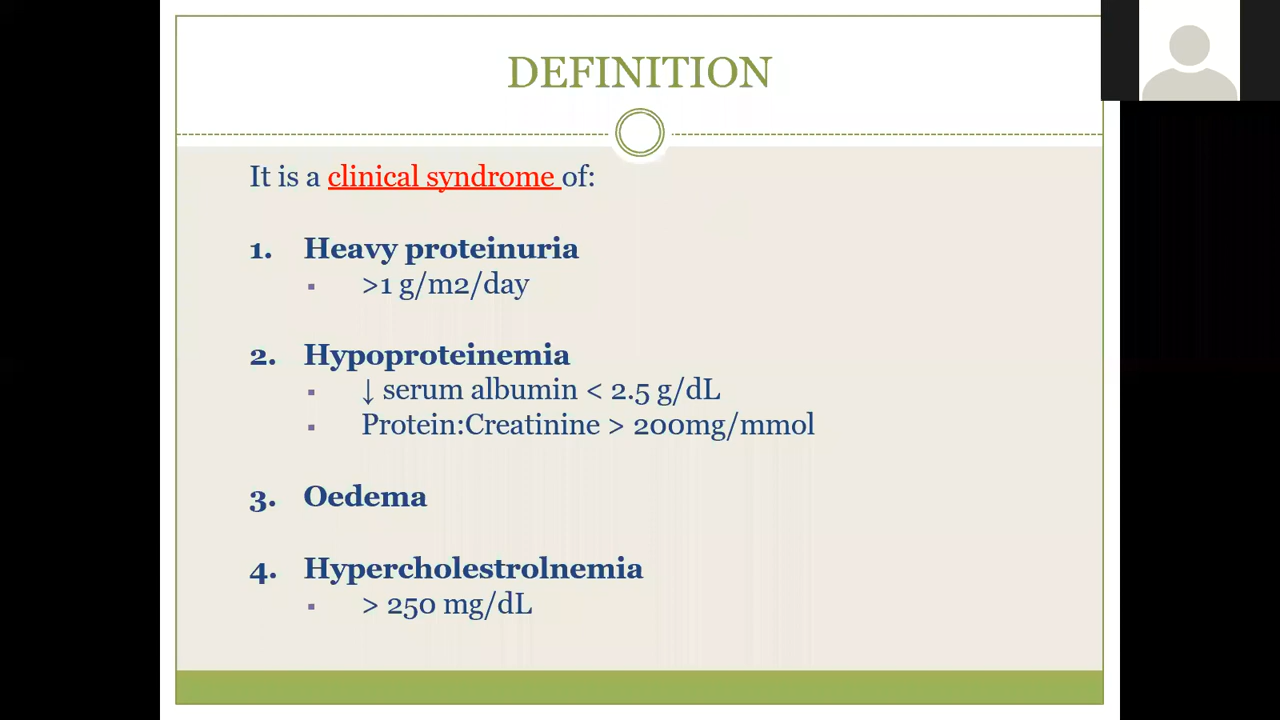 DEFINITION
It is a clinical syndrome of:
1. Heavy proteinuria
▪ >1 g/m2/day
2. Hypoproteinemia
▪ ↓ serum albumin < 2.5 g/dL
▪ Protein:Creatinine > 200mg/mmol
3. Oedema
4. Hypercholestrolnemia
▪ > 250 mg/dL